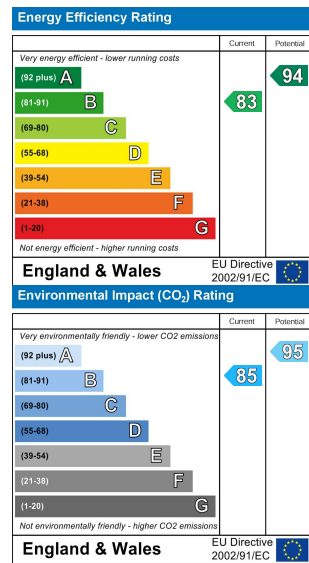 Energy Efficiency Rating
Current Potential
Very energy efficient - lower running costs
(92 plus) A
94
(81-91) B
83
(69-80) C
(55-68) D
(39-54) E
(21-38) F
(1-20) G
Not energy efficient - higher running costs
England & Wales
EU Directive
2002/91/EC
Environmental Impact (CO₂) Rating
Current Potential
Very environmentally friendly - lower CO2 emissions
(92 plus) A
95
(81-91) B
85
(69-80) C
(55-68) D
(39-54) E
(21-38) F
(1-20) G
Not environmentally friendly - higher CO2 emissions
England & Wales
EU Directive
2002/91/EC